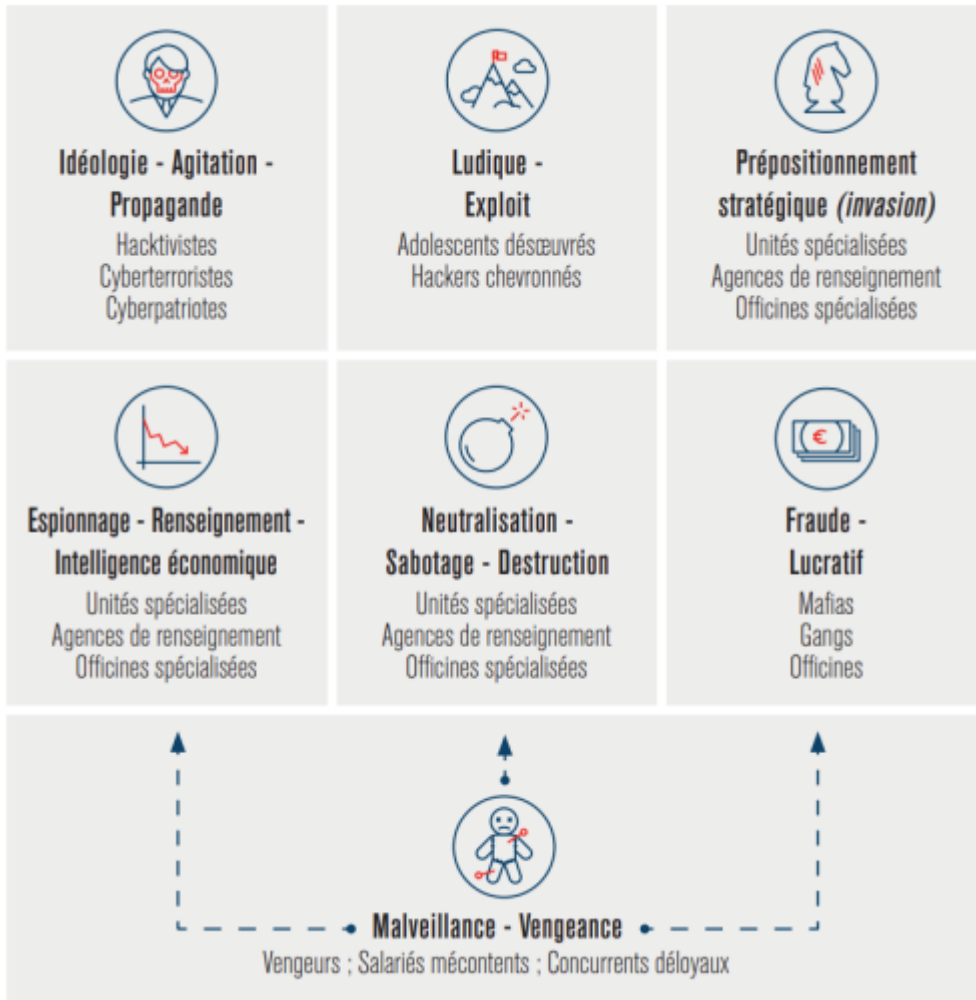 Idéologie - Agitation -
Propagande
Hacktivistes
Cyberterroristes
Cyberpatriotes
Ludique -
Exploit
Adolescents désœuvrés
Hackers chevronnés
Prépositionnement
stratégique (invasion)
Unités spécialisées
Agences de renseignement
Officines spécialisées
Espionnage - Renseignement -
Intelligence économique
Unités spécialisées
Agences de renseignement
Officines spécialisées
Neutralisation -
Sabotage - Destruction
Unités spécialisées
Agences de renseignement
Officines spécialisées
€
Fraude -
Lucratif
Mafias
Gangs
Officines
Malveillance - Vengeance
Vengeurs ; Salariés mécontents ; Concurrents déloyaux